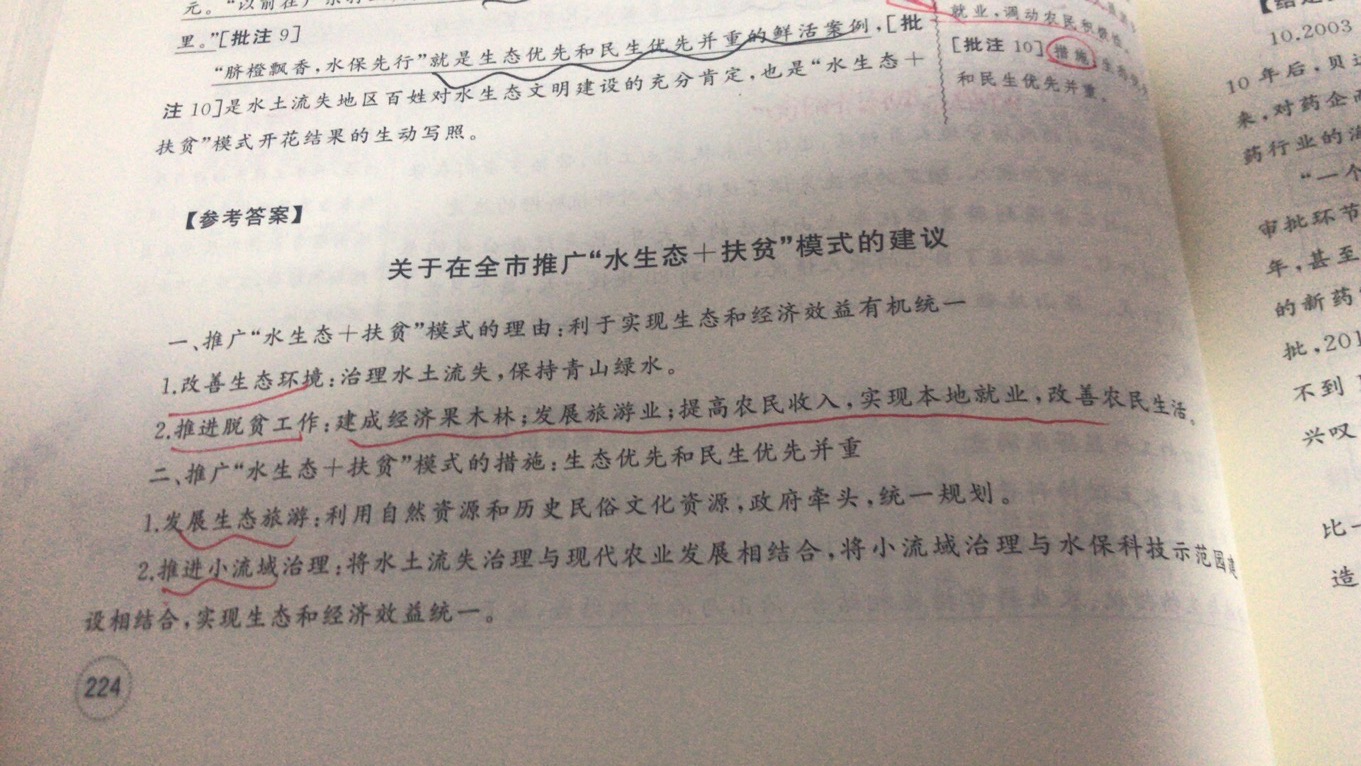 元。“以前在广东
里。”[批注 9]
“脐橙飘香，水保先行”就是生态优先和民生优先并重的鲜活案例，[批
注 10]是水土流失地区百姓对水生态文明建设的充分肯定，也是“水生态＋
扶贫”模式开花结果的生动写照。
就业，调动农民积极性。
[批注 10] 措施：生态优先
和民生优先并重。
【参考答案】
关于在全市推广“水生态＋扶贫”模式的建议
一、推广“水生态＋扶贫”模式的理由：利于实现生态和经济效益有机统一
1.改善生态环境：治理水土流失，保持青山绿水。
2.推进脱贫工作：建成经济果木林；发展旅游业；提高农民收入，实现本地就业，改善农民生活。
二、推广“水生态＋扶贫”模式的措施：生态优先和民生优先并重
1.发展生态旅游：利用自然资源和历史民俗文化资源，政府牵头，统一规划。
2.推进小流域治理：将水土流失治理与现代农业发展相结合，将小流域治理与水保科技示范园建
设相结合，实现生态和经济效益统一。
224
10.2003
10 年后，贝
来，对药企
药行业的
“一个
审批环节
年，甚至
的新药
批，201
不到
兴叹
比一
造